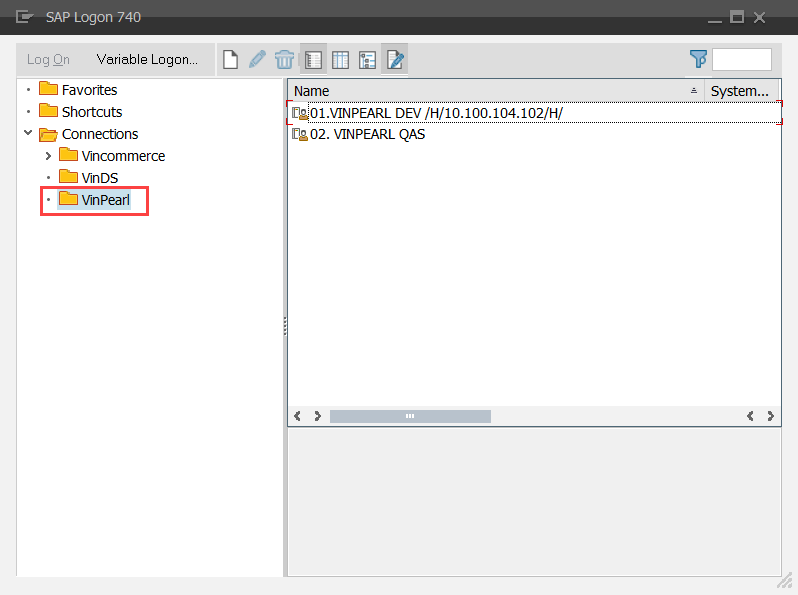 SAP Logon 740
Log On Variable Logon...
Favorites
Shortcuts
Connections
Vincommerce
VinDS
VinPearl
Name System...
01.VINPEARL DEV /H/10.100.104.102/H/
02. VINPEARL QAS